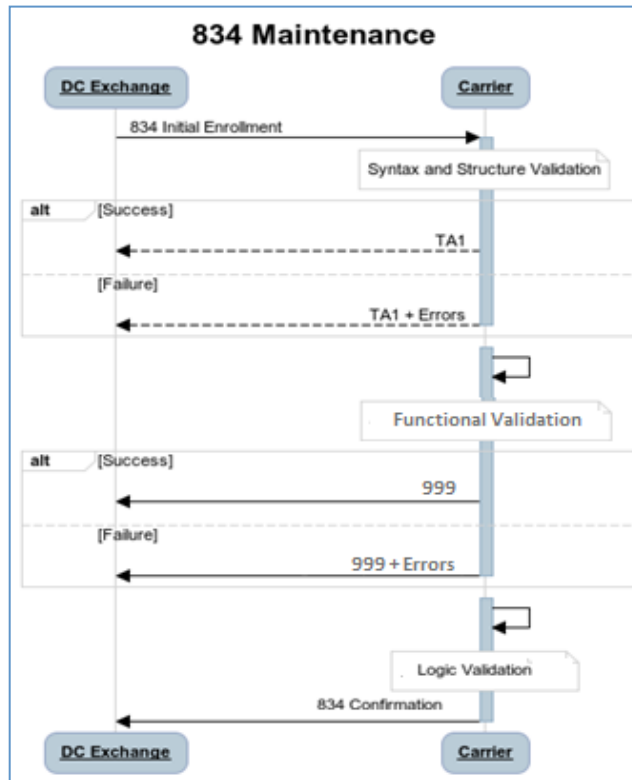 834 Maintenance
DC Exchange
Carrier
834 Initial Enrollment
Syntax and Structure Validation
alt
[Success]
TA1
[Failure]
TA1 + Errors
Functional Validation
alt
[Success]
999
[Failure]
999 + Errors
Logic Validation
834 Confirmation
DC Exchange
Carrier